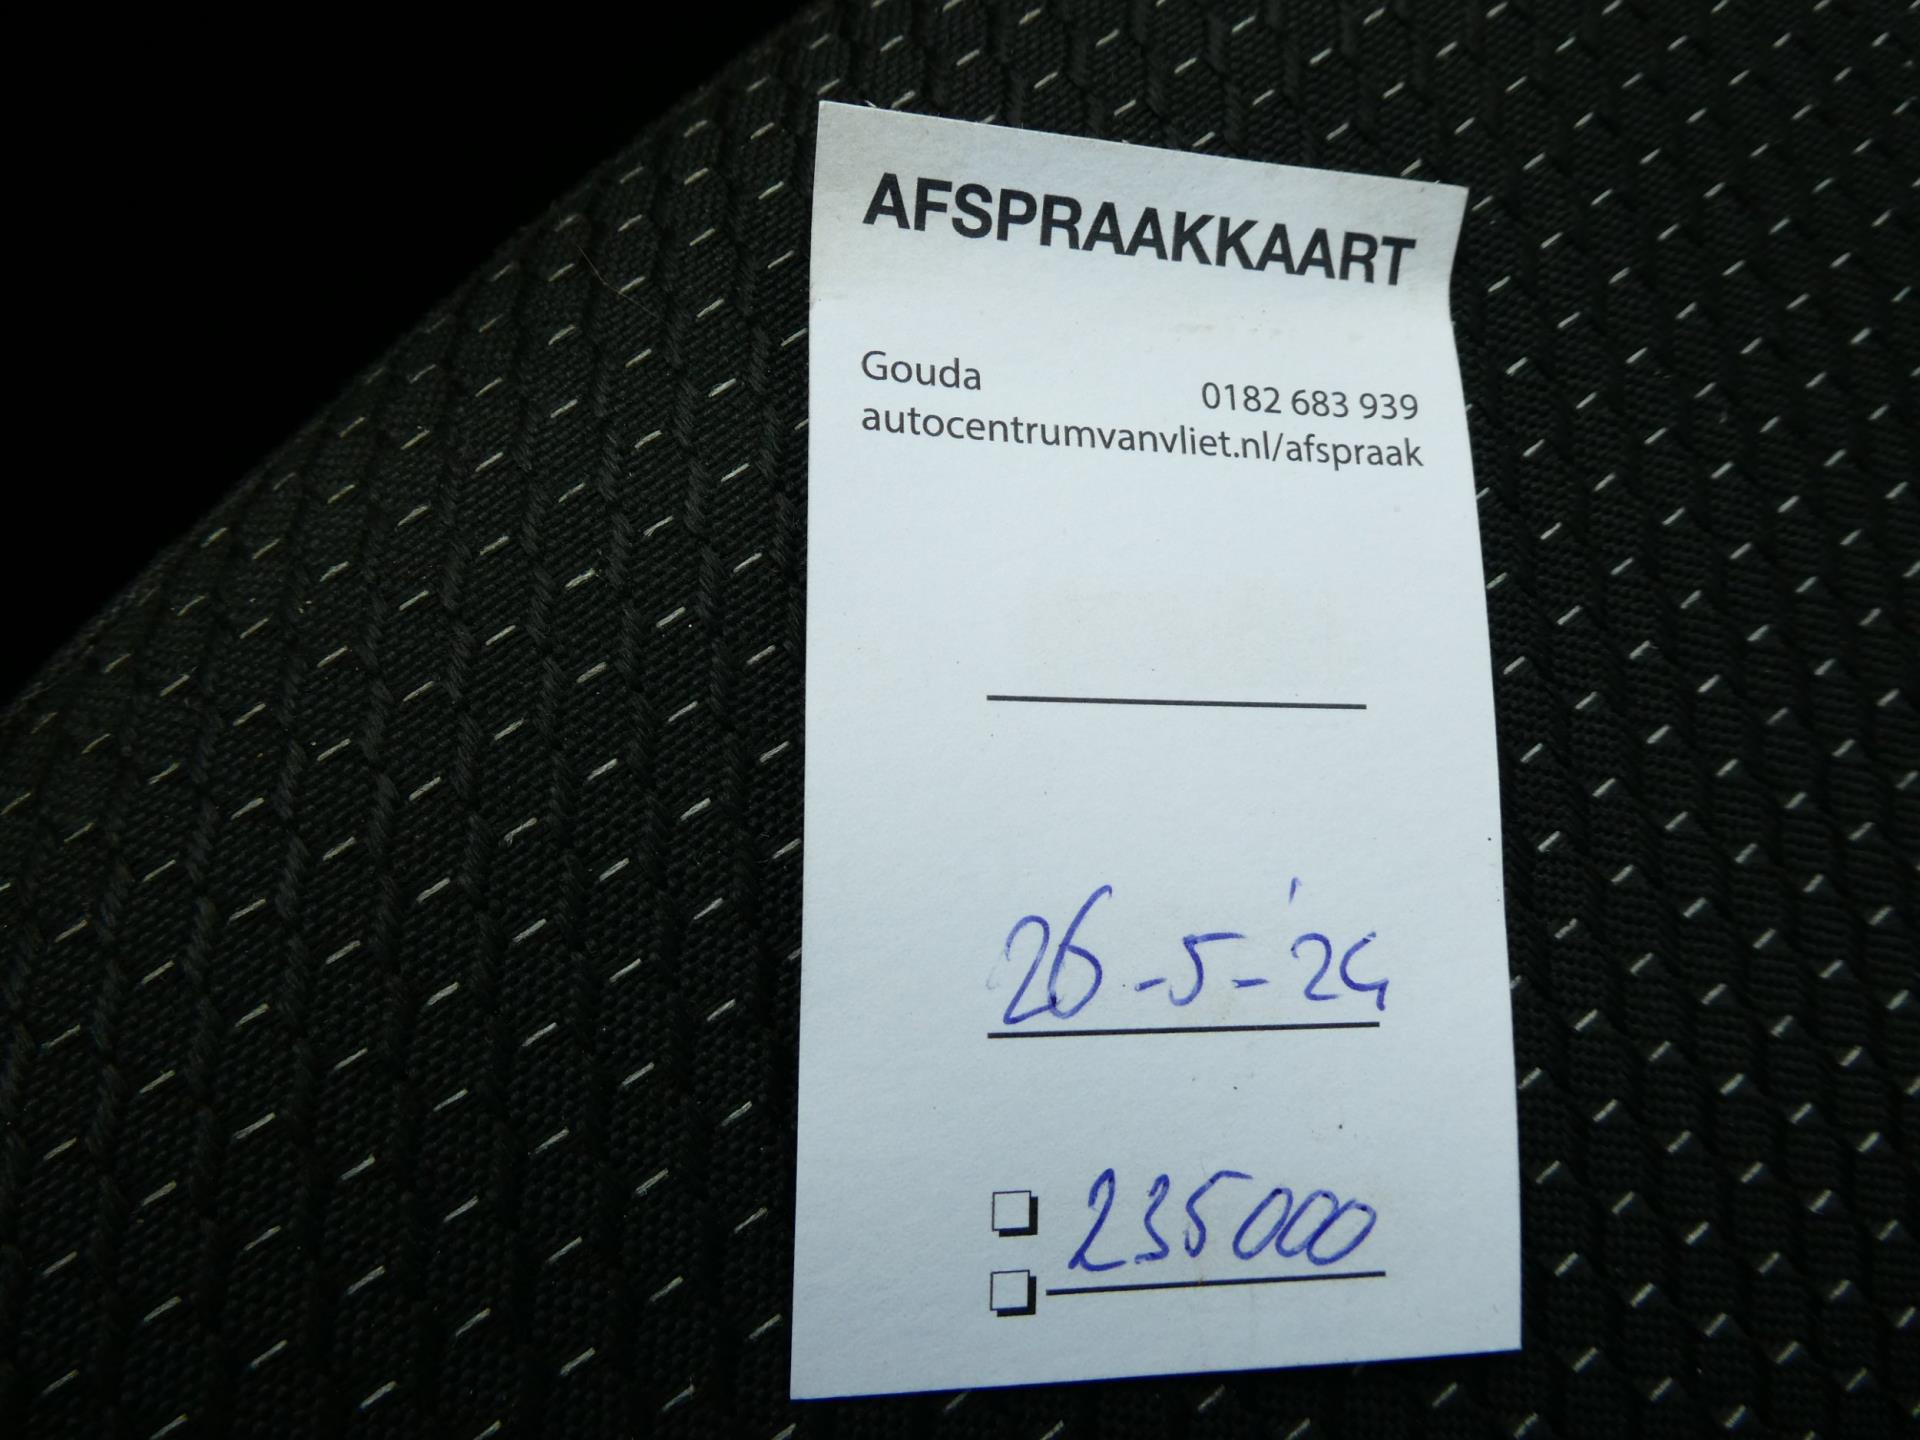 AFSPRAAKKAART
Gouda 0182 683 939
autocentrumvanvliet.nl/afspraak
26-5-'24
235000